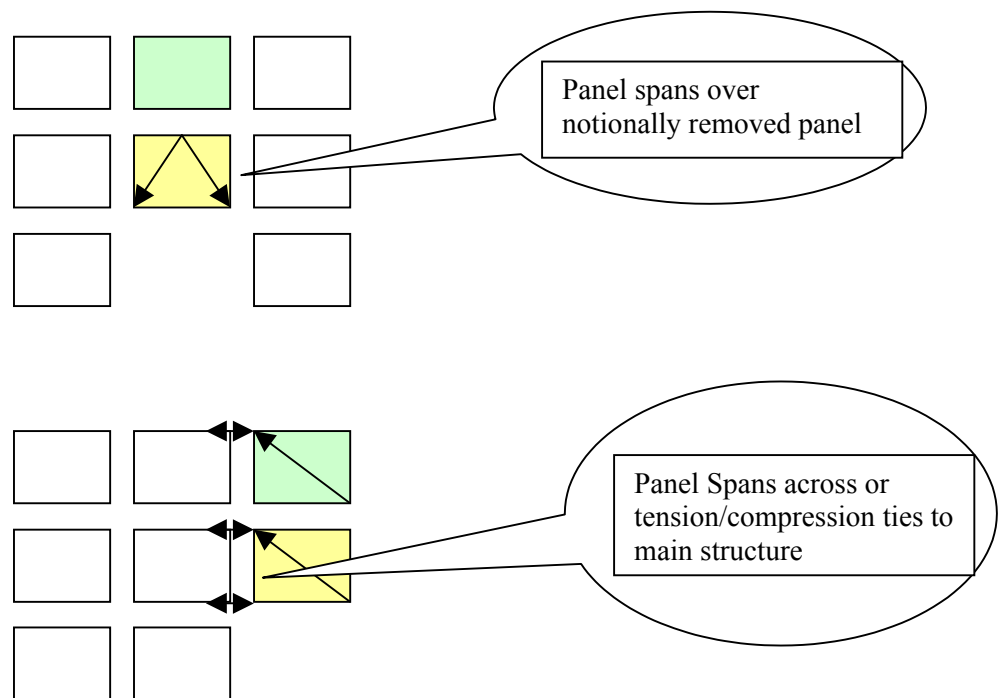 Panel spans over
notionally removed panel
Panel Spans across or
tension/compression ties to
main structure